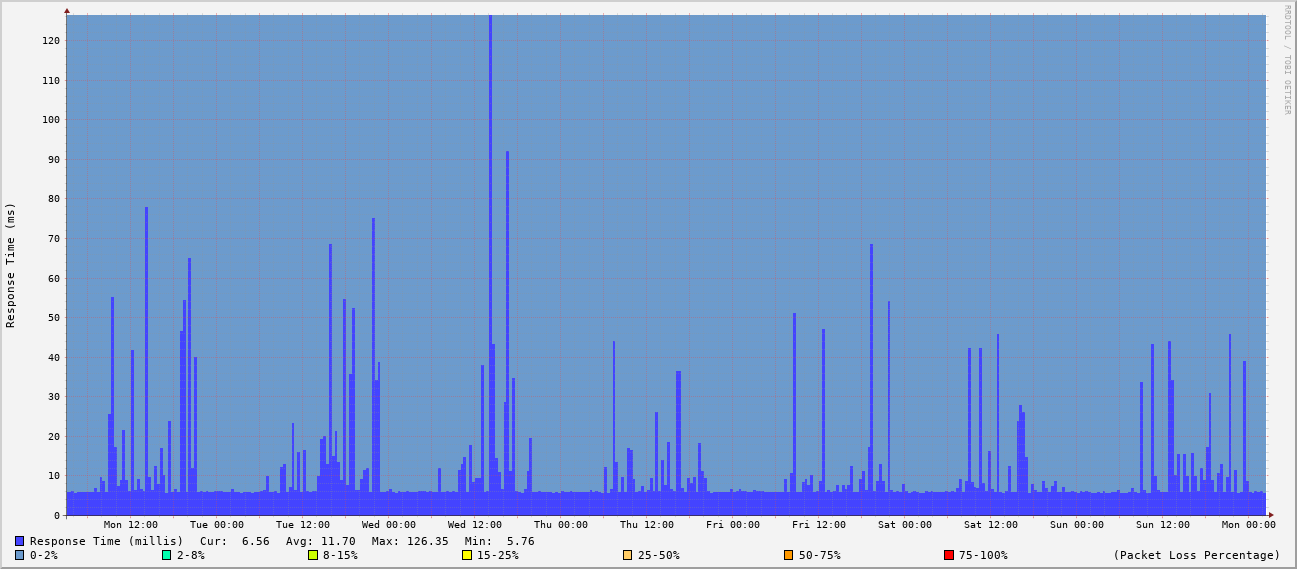 RRDTOOL / TOBI OETIKER
Response Time (ms)
120
110
100
90
80
70
60
50
40
30
20
10
0
Mon 12:00 Tue 00:00 Tue 12:00 Wed 00:00 Wed 12:00 Thu 00:00 Thu 12:00 Fri 00:00 Fri 12:00 Sat 00:00 Sat 12:00 Sun 00:00 Sun 12:00 Mon 00:00
Response Time (millis) Cur: 6.56 Avg: 11.70 Max: 126.35 Min: 5.76
0-2% 2-8% 8-15% 15-25% 25-50% 50-75% 75-100% (Packet Loss Percentage)